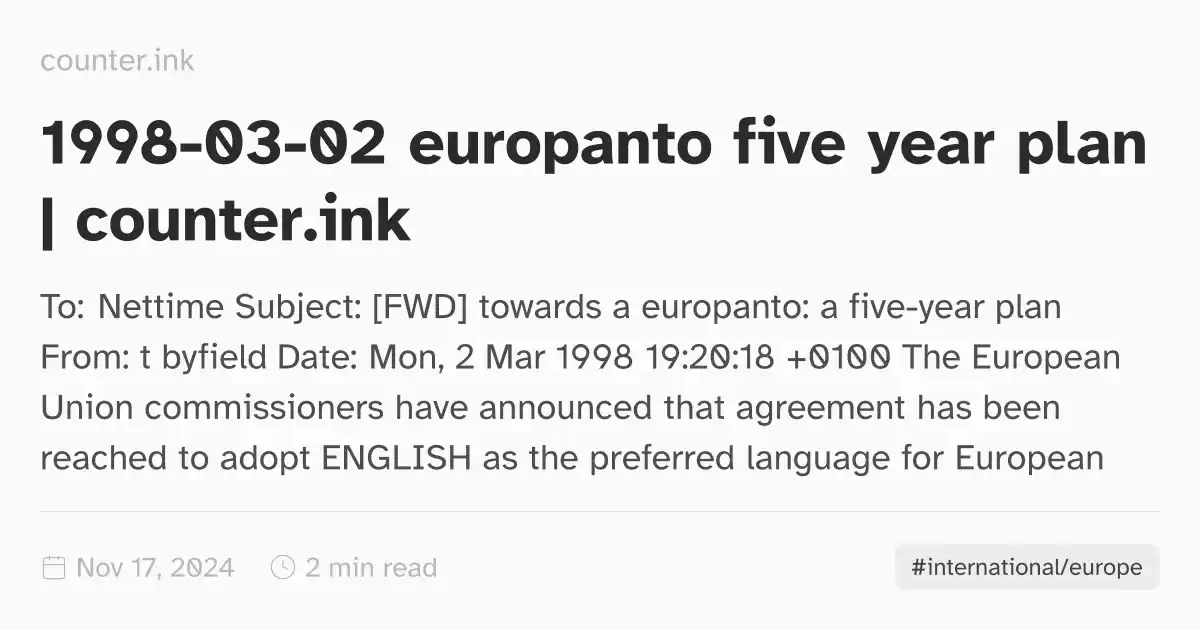 counter.ink
1998-03-02 europanto five year plan
| counter.ink
To: Nettime Subject: [FWD] towards a europanto: a five-year plan
From: t byfield Date: Mon, 2 Mar 1998 19:20:18 +0100 The European
Union commissioners have announced that agreement has been
reached to adopt ENGLISH as the preferred language for European
Nov 17, 2024 2 min read #international/europe